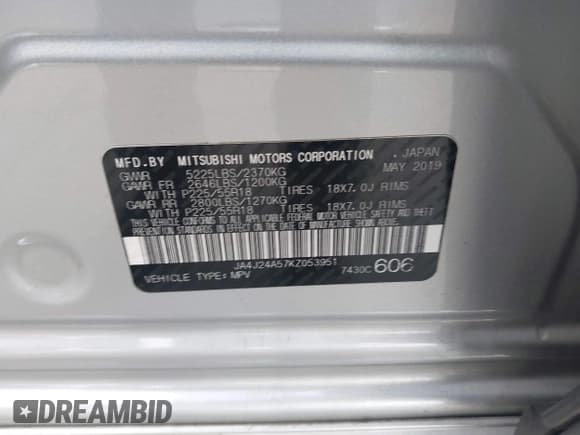 MFD.BY MITSUBISHI MOTORS CORPORATION . JAPAN
GVWR 5225LBS/2370KG MAY 2019
GAWR FR 2646LBS/1200KG
WITH P225/55R18 TIRES 18X7.0J RIMS
GAWR RR 2800LBS/1270KG
WITH P225/55R18 TIRES 18X7.0J RIMS
THIS VEHICLE CONFORMS TO ALL APPLICABLE FEDERAL MOTOR VEHICLE SAFETY AND THEFT
PREVENTION STANDARDS IN EFFECT ON THE DATE OF MANUFACTURE SHOWN ABOVE.
JA4J24A57KZ053951
VEHICLE TYPE: MPV 7430C 606
DREAMBID